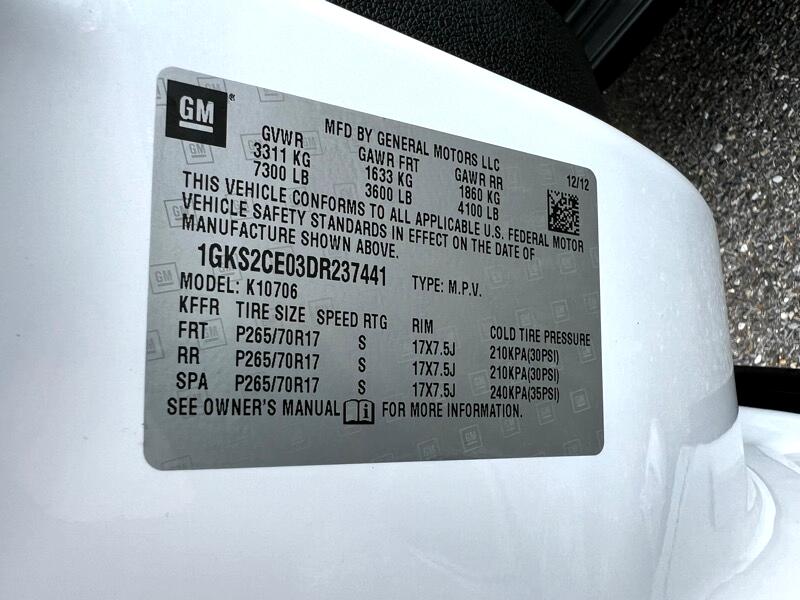 GM ®
MFD BY GENERAL MOTORS LLC
GVWR GAWR FRT GAWR RR 12/12
3311 KG 1633 KG 1860 KG
7300 LB 3600 LB 4100 LB
THIS VEHICLE CONFORMS TO ALL APPLICABLE U.S. FEDERAL MOTOR
VEHICLE SAFETY STANDARDS IN EFFECT ON THE DATE OF
MANUFACTURE SHOWN ABOVE.
1GKS2CE03DR237441 TYPE: M.P.V.
MODEL: K10706
KFFR TIRE SIZE SPEED RTG RIM COLD TIRE PRESSURE
FRT P265/70R17 S 17X7.5J 210KPA(30PSI)
RR P265/70R17 S 17X7.5J 210KPA(30PSI)
SPA P265/70R17 S 17X7.5J 240KPA(35PSI)
SEE OWNER'S MANUAL i FOR MORE INFORMATION.